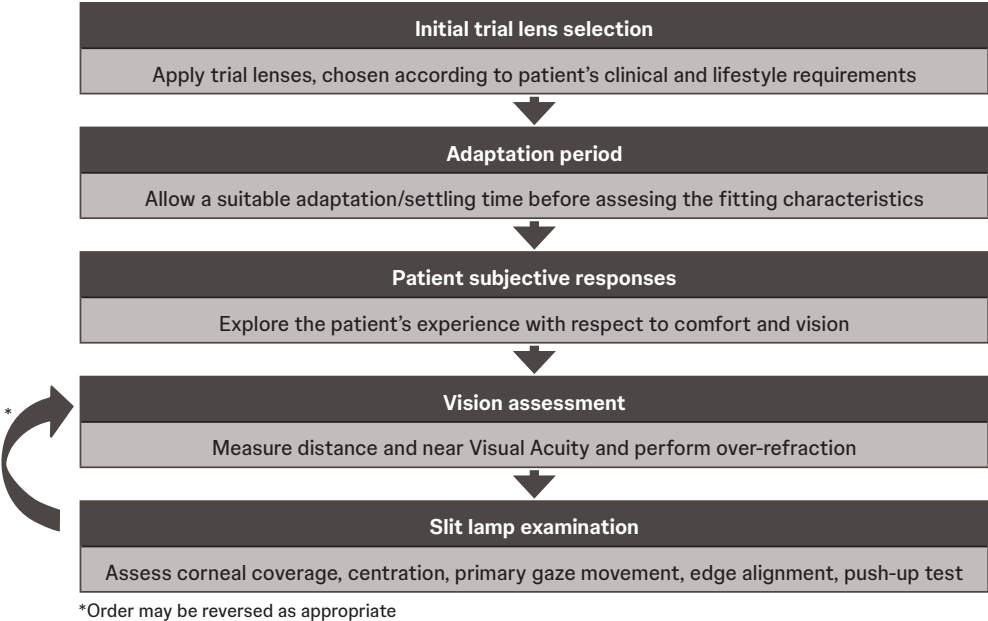 Initial trial lens selection
Apply trial lenses, chosen according to patient's clinical and lifestyle requirements
Adaptation period
Allow a suitable adaptation/settling time before assesing the fitting characteristics
Patient subjective responses
Explore the patient's experience with respect to comfort and vision
*
Vision assessment
Measure distance and near Visual Acuity and perform over-refraction
Slit lamp examination
Assess corneal coverage, centration, primary gaze movement, edge alignment, push-up test
*Order may be reversed as appropriate